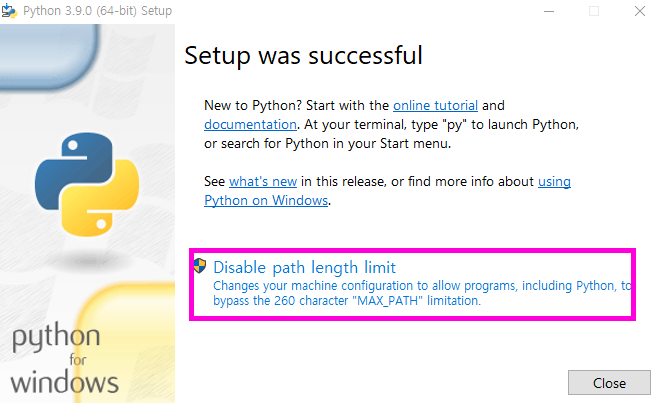 Python 3.9.0 (64-bit) Setup
Setup was successful
New to Python? Start with the online tutorial and
documentation. At your terminal, type "py" to launch Python,
or search for Python in your Start menu.
See what's new in this release, or find more info about using
Python on Windows.
Disable path length limit
Changes your machine configuration to allow programs, including Python, to
bypass the 260 character "MAX_PATH" limitation.
python
for
windows
Close